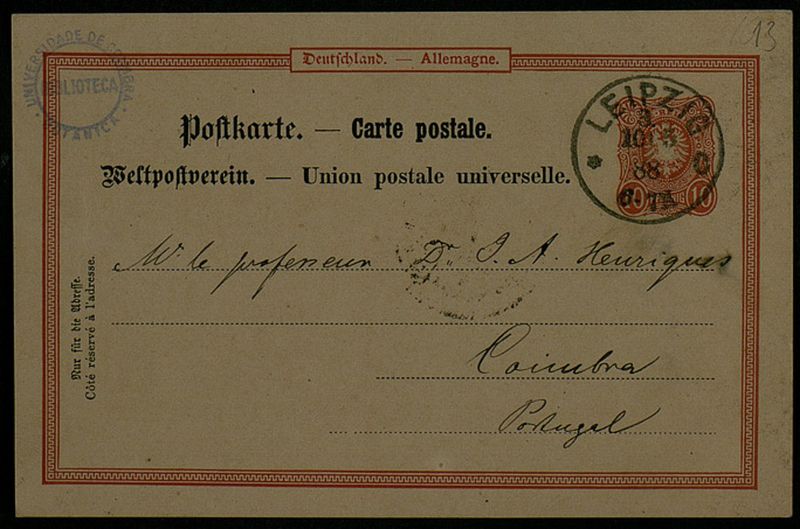 13
UNIVERSIDADE DE COIMBRA
BIBLIOTECA
BOTANICA
Deutschland. — Allemagne.
Postkarte. — Carte postale.
Weltpostverein. — Union postale universelle.
LEIPZIG
88
10 10
Mr. le professeur Dr. J. A. Henriques
Coimbra
Portugal
Nur für die Adresse.
Côté réservé à l'adresse.